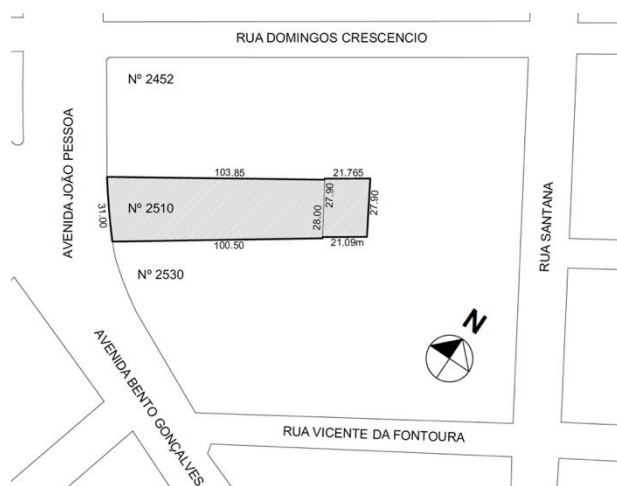 RUA DOMINGOS CRESCENCIO
Nº 2452
AVENIDA JOÃO PESSOA
103.85
21.765
31.00
Nº 2510
28.00
27.90
27.90
100.50
21.09m
RUA SANTANA
Nº 2530
N
AVENIDA BENTO GONÇALVES
RUA VICENTE DA FONTOURA